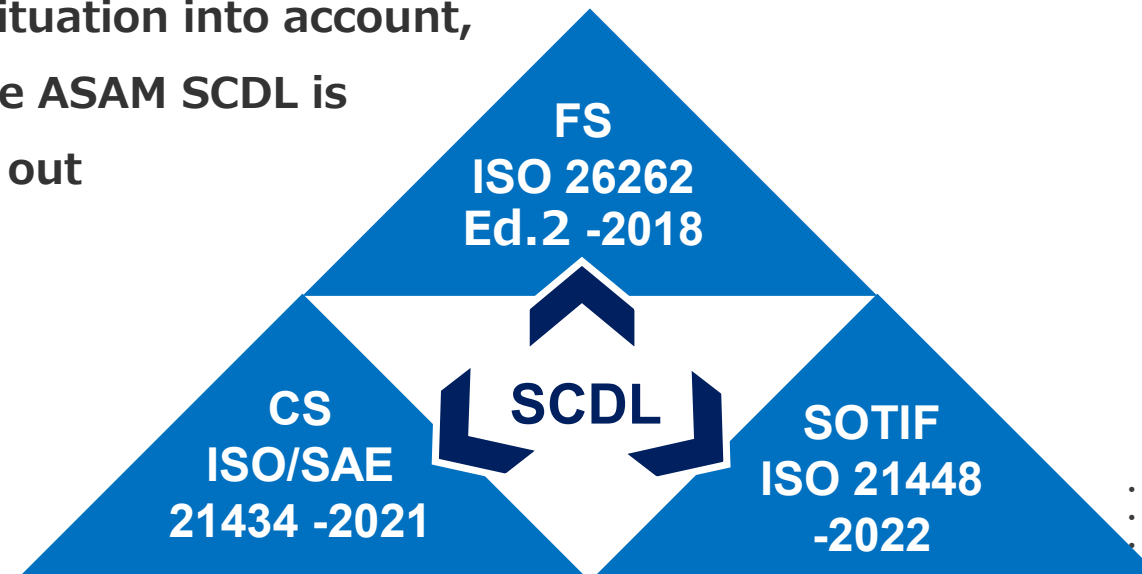 ituation into account,
e ASAM SCDL is
out
FS
ISO 26262
Ed.2 -2018
SCDL
CS
ISO/SAE
21434 -2021
SOTIF
ISO 21448
-2022